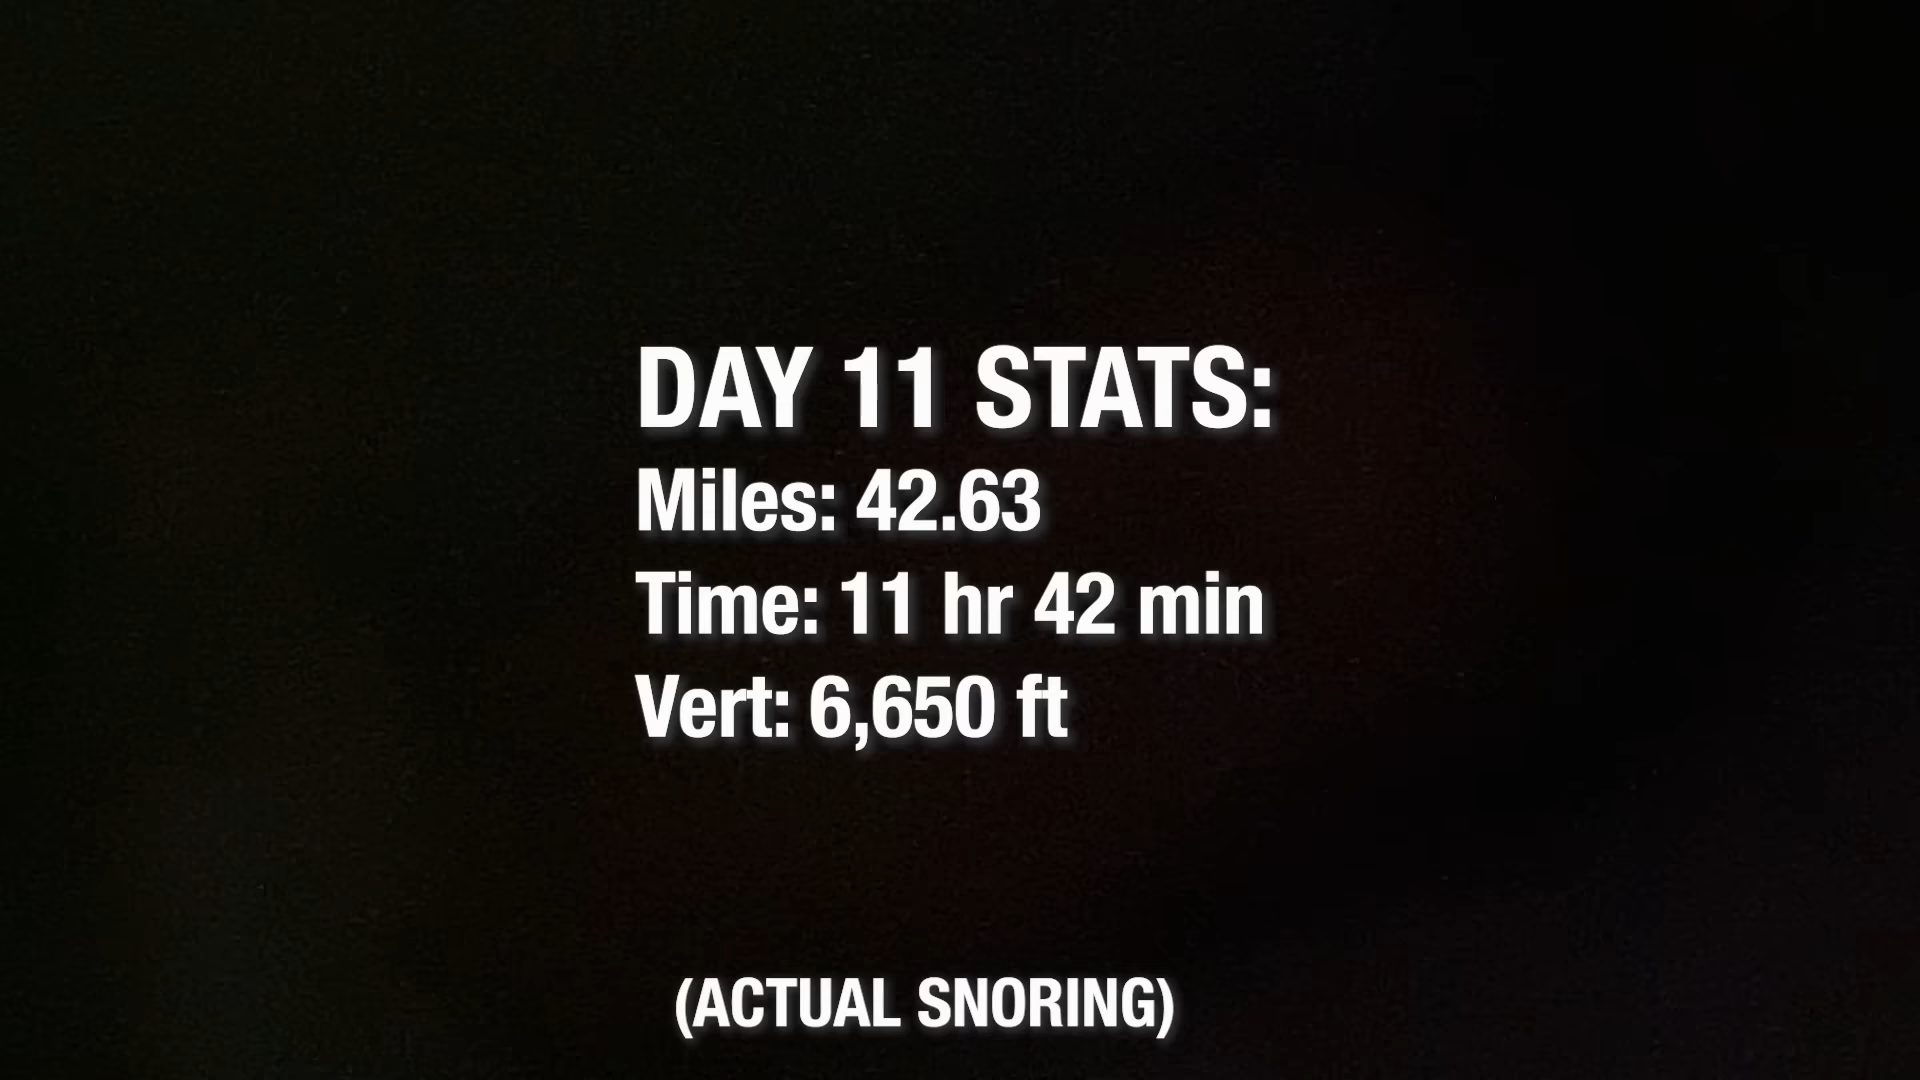 DAY 11 STATS:
Miles: 42.63
Time: 11 hr 42 min
Vert: 6,650 ft
(ACTUAL SNORING)